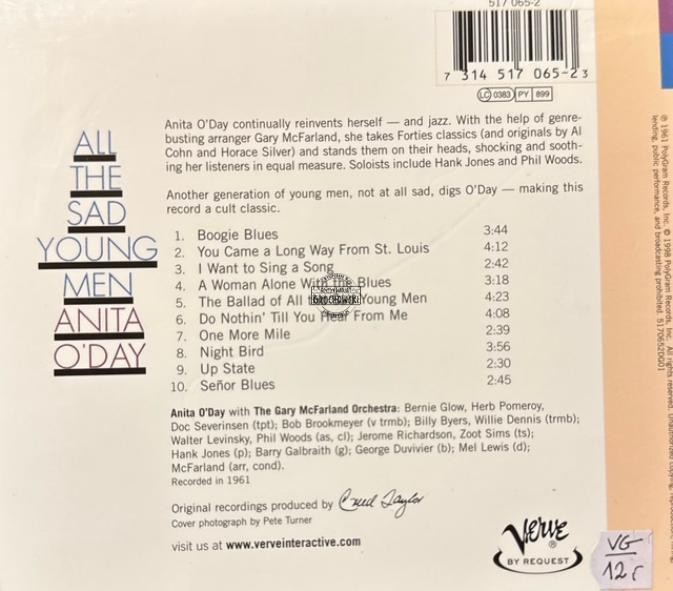 517 065-2
7 314 517 065-2 3
LC 0383 PY 899
Anita O'Day continually reinvents herself — and jazz. With the help of genre-
busting arranger Gary McFarland, she takes Forties classics (and originals by Al
Cohn and Horace Silver) and stands them on their heads, shocking and sooth-
ing her listeners in equal measure. Soloists include Hank Jones and Phil Woods.
Another generation of young men, not at all sad, digs O'Day — making this
record a cult classic.
ALL
THE
SAD
YOUNG
MEN
ANITA
O'DAY
1. Boogie Blues 3:44
2. You Came a Long Way From St. Louis 4:12
3. I Want to Sing a Song 2:42
4. A Woman Alone With the Blues 3:18
5. The Ballad of All Young Men 4:23
6. Do Nothin' Till You Hear From Me 4:08
7. One More Mile 2:39
8. Night Bird 3:56
9. Up State 2:30
10. Señor Blues 2:45
Anita O'Day with The Gary McFarland Orchestra: Bernie Glow, Herb Pomeroy,
Doc Severinsen (tpt); Bob Brookmeyer (v trmb); Billy Byers, Willie Dennis (trmb);
Walter Levinsky, Phil Woods (as, cl); Jerome Richardson, Zoot Sims (ts);
Hank Jones (p); Barry Galbraith (g); George Duvivier (b); Mel Lewis (d);
McFarland (arr, cond).
Recorded in 1961
Original recordings produced by Creed Taylor
Cover photograph by Pete Turner
visit us at www.verveinteractive.com
Verve
BY REQUEST
VG
12
℗ 1961 PolyGram Records, Inc. © 1998 PolyGram Records, Inc. All rights reserved. Unauthorized copying,
lending, public performance, and broadcasting prohibited. 51706520G01